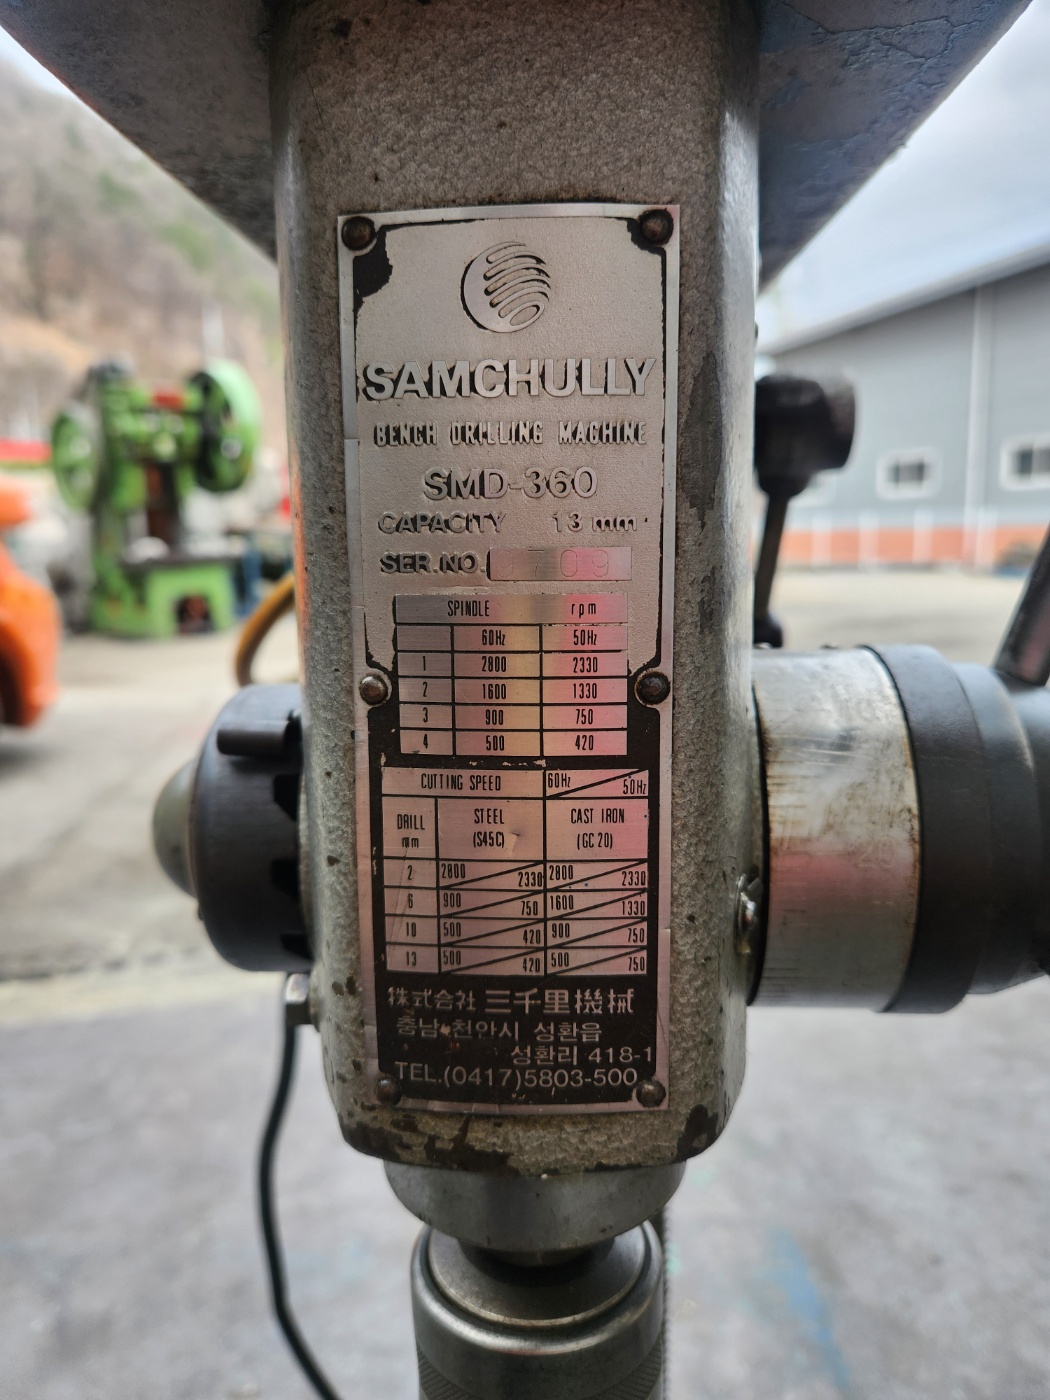 SAMCHULLY
BENCH DRILLING MACHINE
SMD-360
CAPACITY 13 mm
SER.NO.
SPINDLE rpm
60Hz 50Hz
1 2800 2330
2 1600 1330
3 900 750
4 500 420
CUTTING SPEED 60Hz 50Hz
DRILL mm STEEL (S45C) CAST IRON (GC 20)
2 2800 2330 2800 2330
6 900 750 1600 1330
10 500 420 900 750
13 500 420 500 750
株式会社 三千里機械
충남 천안시 성환읍
성환리 418-1
TEL.(0417)5803-500